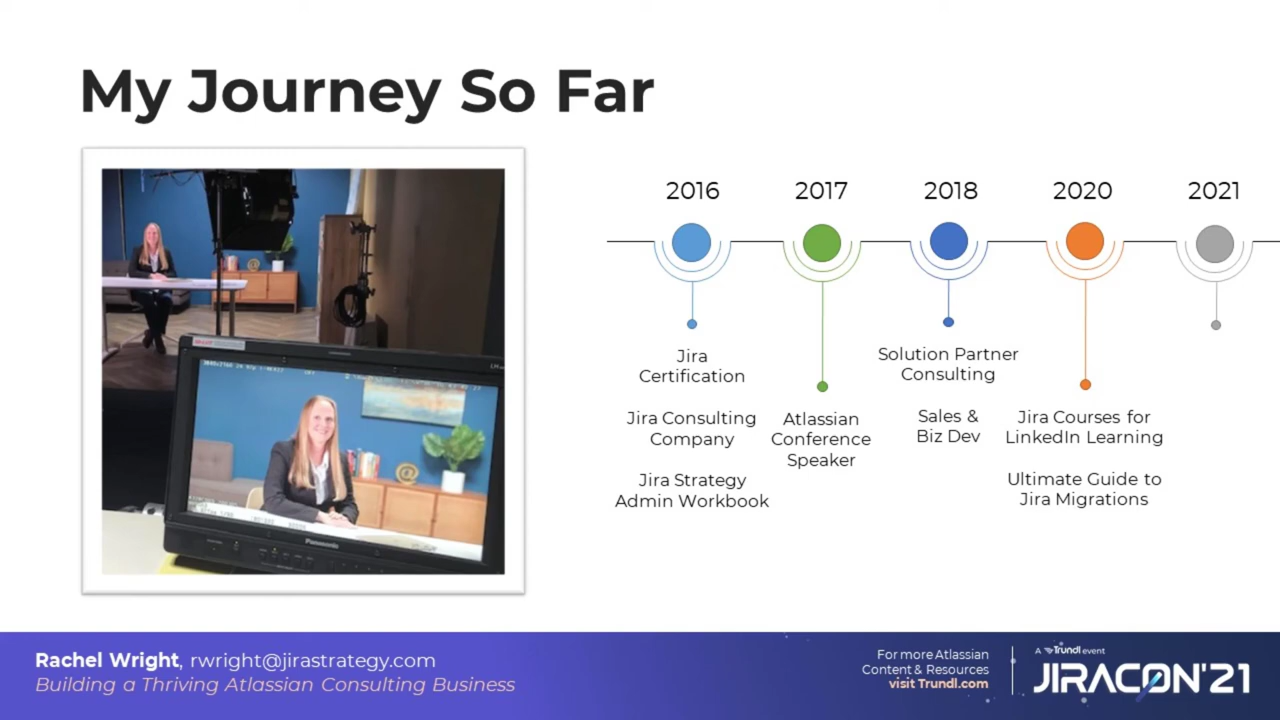 My Journey So Far
2016
2017
2018
2020
2021
Jira
Certification
Jira Consulting
Company
Jira Strategy
Admin Workbook
Atlassian
Conference
Speaker
Solution Partner
Consulting
Sales &
Biz Dev
Jira Courses for
LinkedIn Learning
Ultimate Guide to
Jira Migrations
Panasonic
Rachel Wright, rwright@jirastrategy.com
Building a Thriving Atlassian Consulting Business
For more Atlassian
Content & Resources
visit Trundl.com
A Trundl event
JIRACON'21